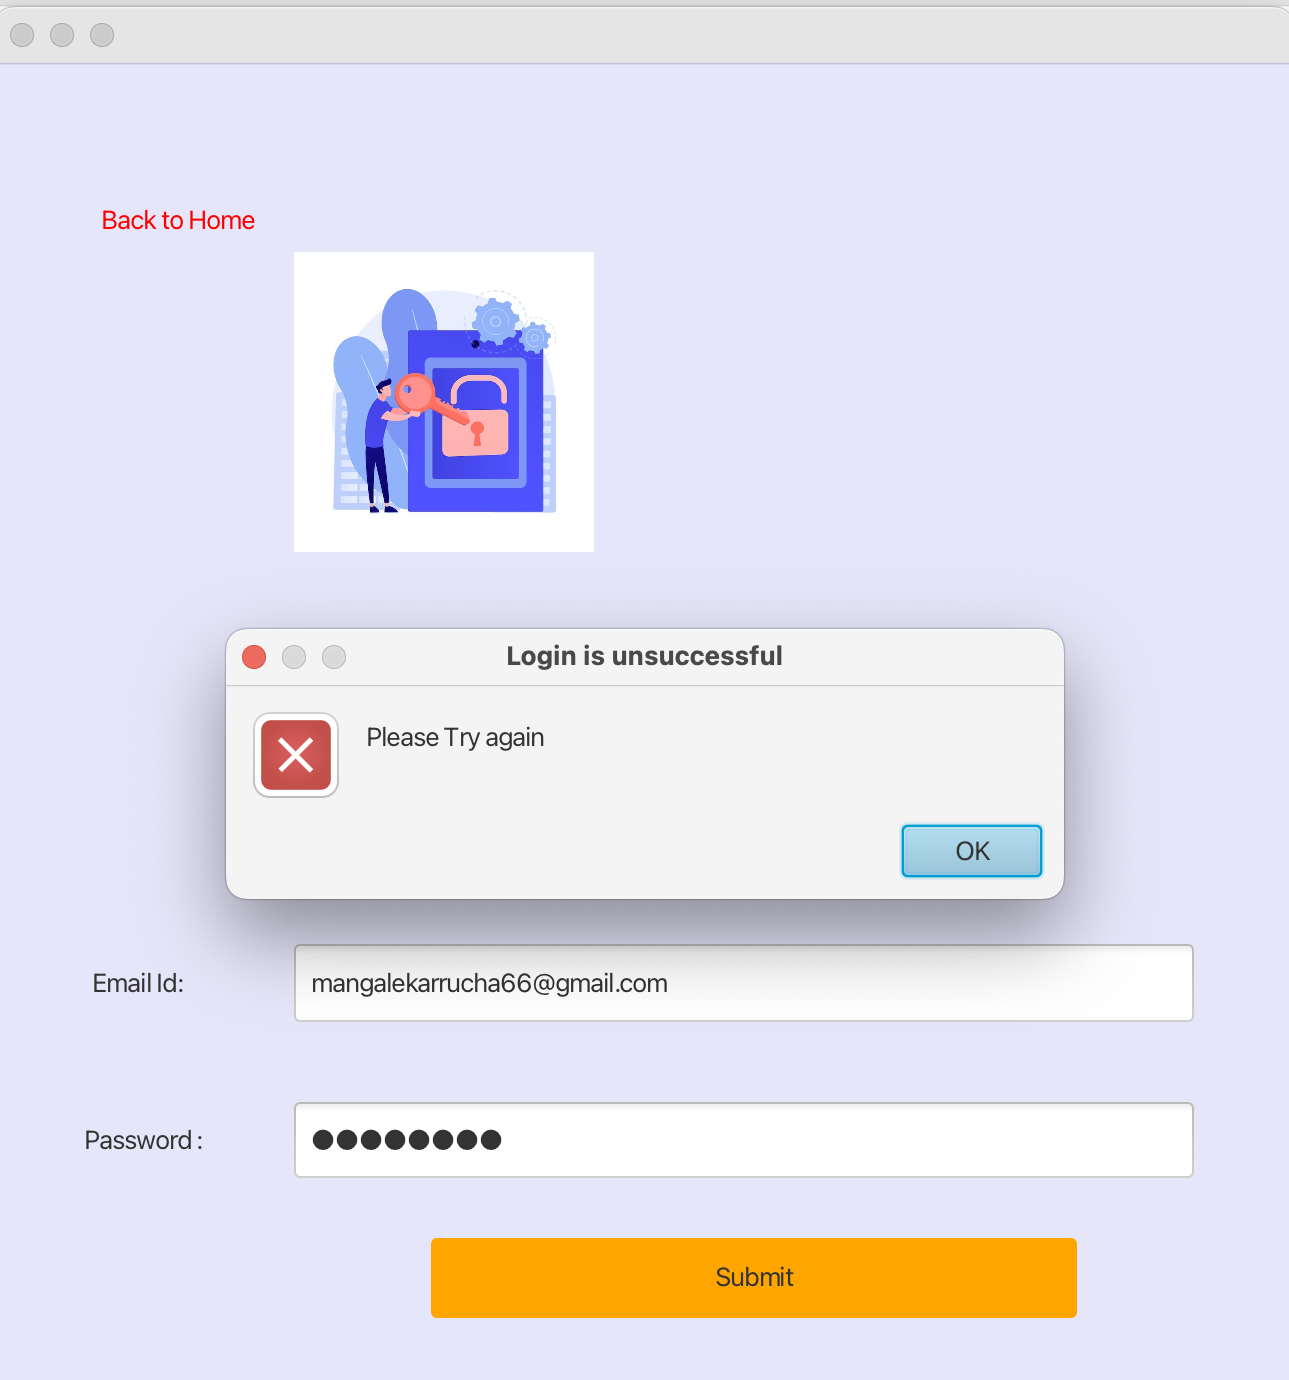 Back to Home
Login is unsuccessful
Please Try again
OK
Email Id:
mangalekarrucha66@gmail.com
Password :
Submit